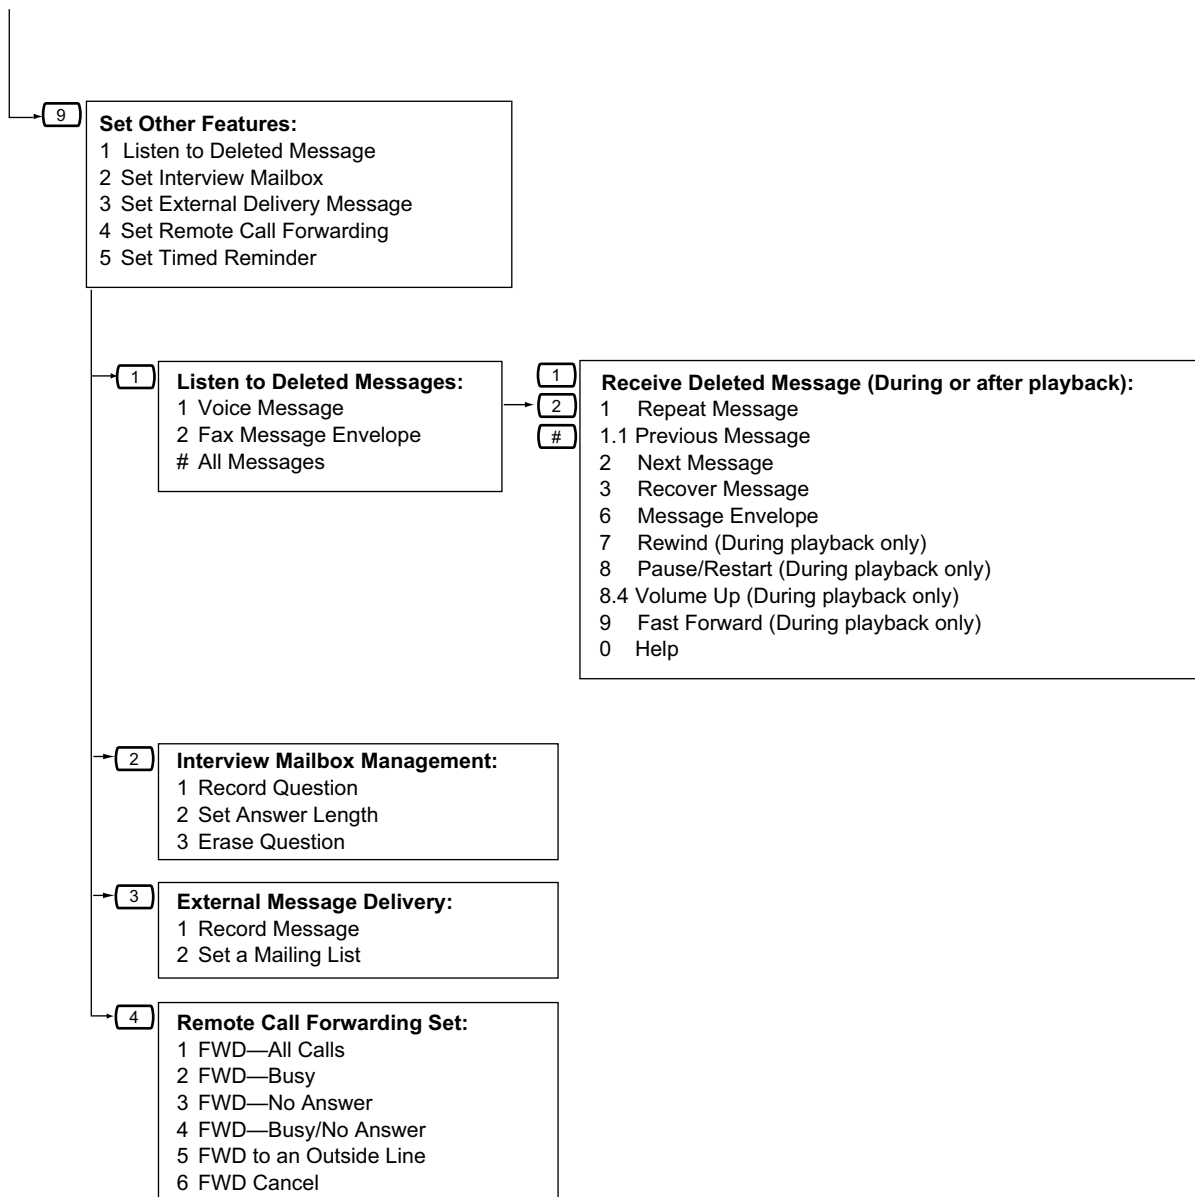 9
Set Other Features:
1 Listen to Deleted Message
2 Set Interview Mailbox
3 Set External Delivery Message
4 Set Remote Call Forwarding
5 Set Timed Reminder
1
Listen to Deleted Messages:
1 Voice Message
2 Fax Message Envelope
# All Messages
1
2
#
Receive Deleted Message (During or after playback):
1 Repeat Message
1.1 Previous Message
2 Next Message
3 Recover Message
6 Message Envelope
7 Rewind (During playback only)
8 Pause/Restart (During playback only)
8.4 Volume Up (During playback only)
9 Fast Forward (During playback only)
0 Help
2
Interview Mailbox Management:
1 Record Question
2 Set Answer Length
3 Erase Question
3
External Message Delivery:
1 Record Message
2 Set a Mailing List
4
Remote Call Forwarding Set:
1 FWD—All Calls
2 FWD—Busy
3 FWD—No Answer
4 FWD—Busy/No Answer
5 FWD to an Outside Line
6 FWD Cancel